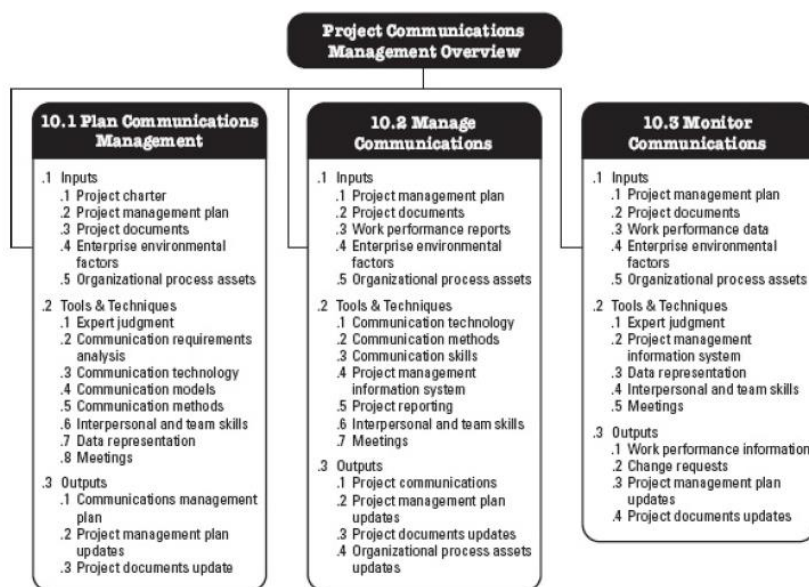 Project Communications
Management Overview
10.1 Plan Communications
Management
.1 Inputs
.1 Project charter
.2 Project management plan
.3 Project documents
.4 Enterprise environmental
factors
.5 Organizational process assets
.2 Tools & Techniques
.1 Expert judgment
.2 Communication requirements
analysis
.3 Communication technology
.4 Communication models
.5 Communication methods
.6 Interpersonal and team skills
.7 Data representation
.8 Meetings
.3 Outputs
.1 Communications management
plan
.2 Project management plan
updates
.3 Project documents update
10.2 Manage
Communications
.1 Inputs
.1 Project management plan
.2 Project documents
.3 Work performance reports
.4 Enterprise environmental
factors
.5 Organizational process assets
.2 Tools & Techniques
.1 Communication technology
.2 Communication methods
.3 Communication skills
.4 Project management
information system
.5 Project reporting
.6 Interpersonal and team skills
.7 Meetings
.3 Outputs
.1 Project communications
.2 Project management plan
updates
.3 Project documents updates
.4 Organizational process assets
updates
10.3 Monitor
Communications
.1 Inputs
.1 Project management plan
.2 Project documents
.3 Work performance data
.4 Enterprise environmental
factors
.5 Organizational process assets
.2 Tools & Techniques
.1 Expert judgment
.2 Project management
information system
.3 Data representation
.4 Interpersonal and team skills
.5 Meetings
.3 Outputs
.1 Work performance information
.2 Change requests
.3 Project management plan
updates
.4 Project documents updates